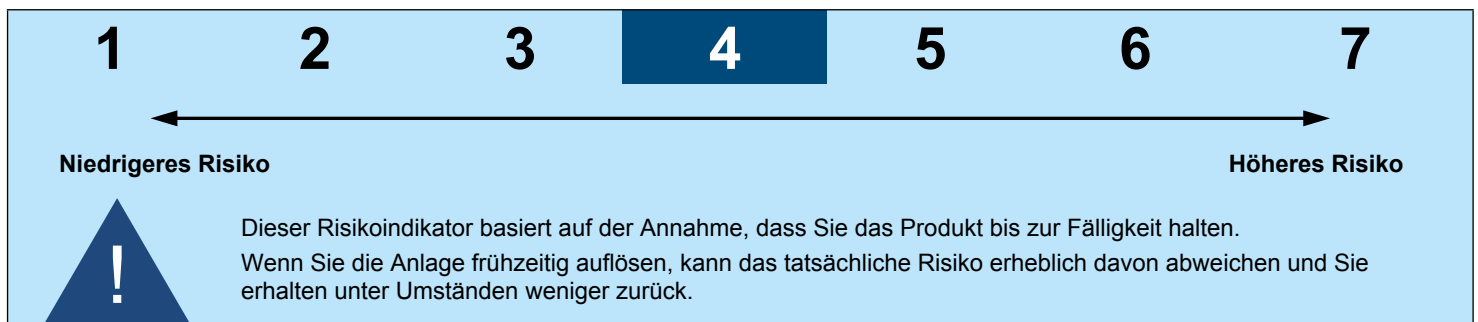 1 2 3 4 5 6 7
Niedrigeres Risiko Höheres Risiko
!
Dieser Risikoindikator basiert auf der Annahme, dass Sie das Produkt bis zur Fälligkeit halten.
Wenn Sie die Anlage frühzeitig auflösen, kann das tatsächliche Risiko erheblich davon abweichen und Sie
erhalten unter Umständen weniger zurück.